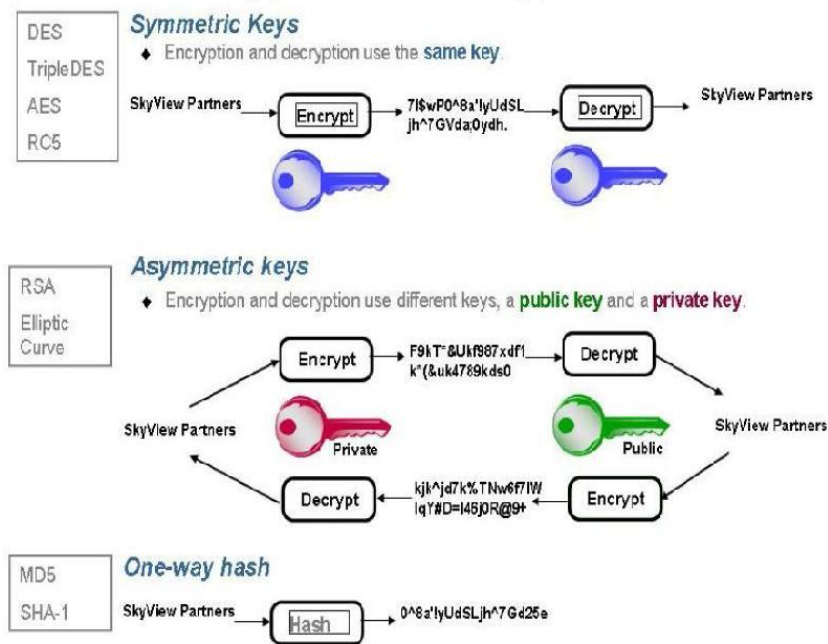 DES
TripleDES
AES
RC5
Symmetric Keys
♦ Encryption and decryption use the same key.
SkyView Partners
Encrypt
7I$wP0^8a'lyUdSL
jh^7GVda;0ydh.
Decrypt
SkyView Partners
RSA
Elliptic
Curve
Asymmetric keys
♦ Encryption and decryption use different keys, a public key and a private key.
Encrypt
F9kT*&Ukf987xdf1
k*(&uk4789kds0
Decrypt
SkyView Partners
Private
Public
SkyView Partners
Decrypt
kjk^jd7k%TNw6f7lW
lqY#D=l45j0R@9+
Encrypt
MD5
SHA-1
One-way hash
SkyView Partners
Hash
0^8a'lyUdSLjh^7Gd25e